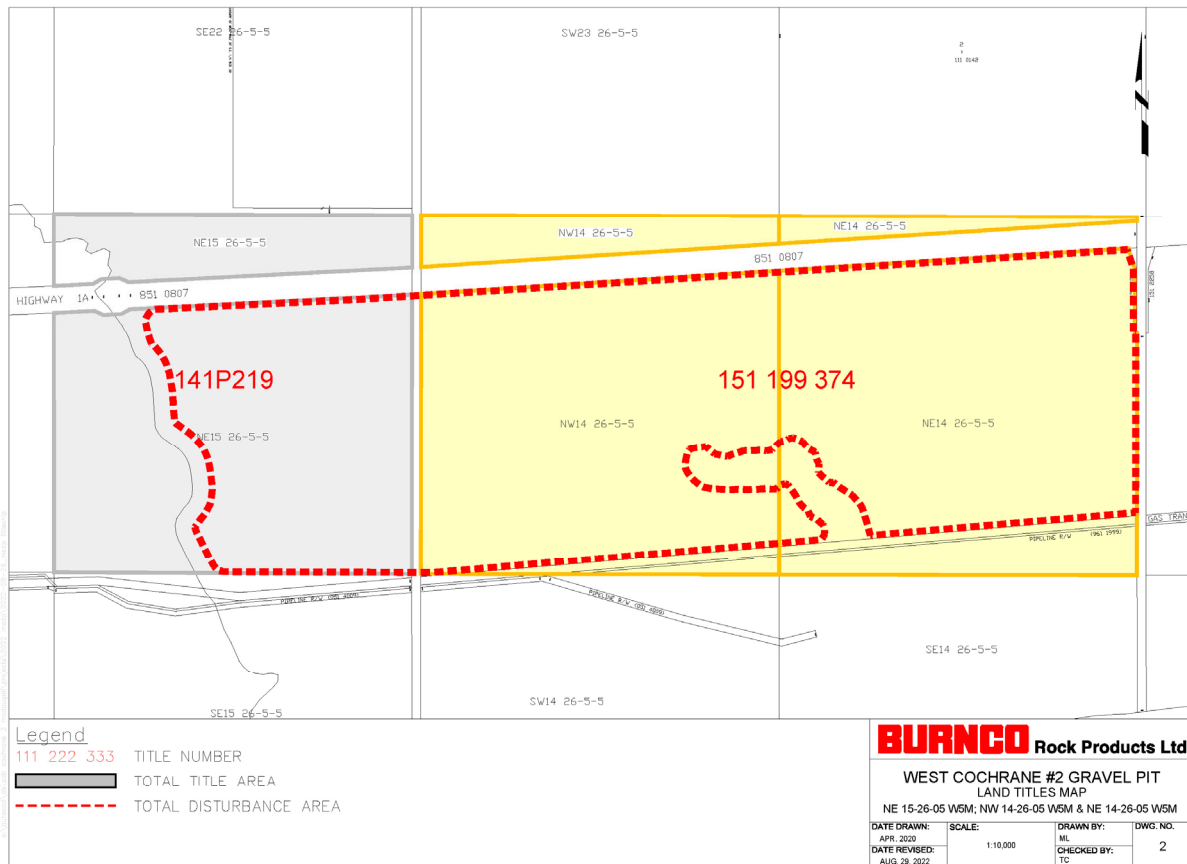 SE22 26-5-5
SW23 26-5-5
2
111 0140
NE15 26-5-5
NW14 26-5-5
NE14 26-5-5
851 0807
HIGHWAY 1A
851 0807
141P219
151 199 374
NE15 26-5-5
NW14 26-5-5
NE14 26-5-5
GAS TRAN
PIPELINE R/W (961 1999)
PIPELINE R/W
PIPELINE R/W
SE14 26-5-5
SW14 26-5-5
SE15 26-5-5
Legend
111 222 333 TITLE NUMBER
TOTAL TITLE AREA
TOTAL DISTURBANCE AREA
BURNCO Rock Products Ltd
WEST COCHRANE #2 GRAVEL PIT
LAND TITLES MAP
NE 15-26-05 W5M; NW 14-26-05 W5M & NE 14-26-05 W5M
DATE DRAWN: SCALE: DRAWN BY: DWG. NO.
APR. 2020 1:10,000 ML 2
DATE REVISED: CHECKED BY:
AUG. 29, 2022 TC